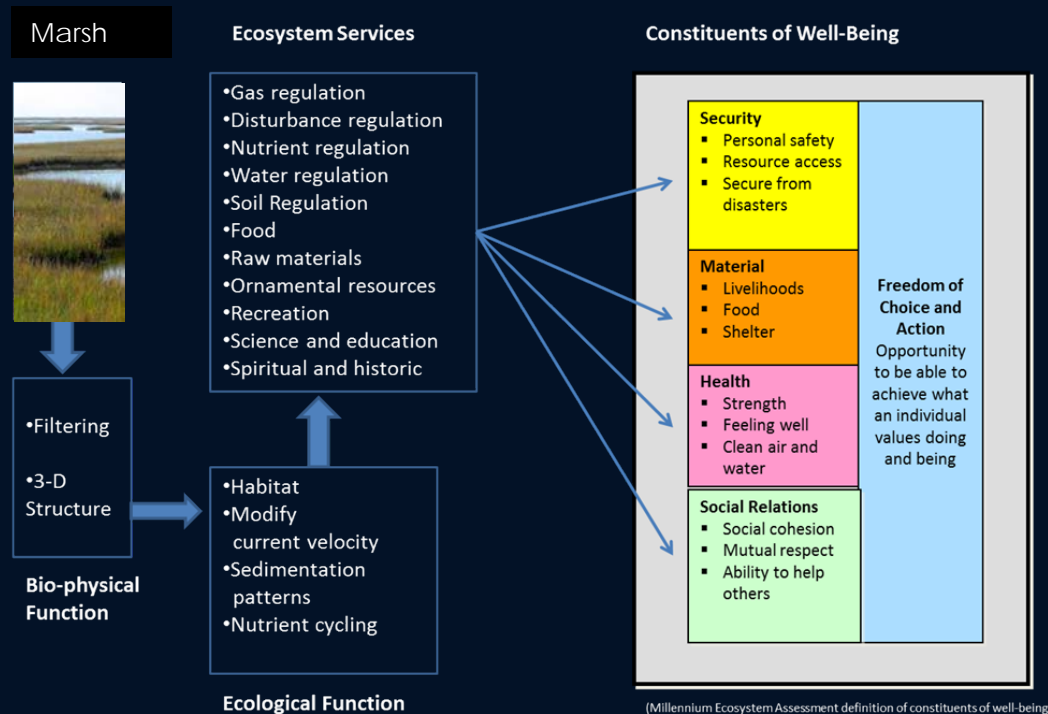 Marsh
Ecosystem Services
Constituents of Well-Being
•Gas regulation
•Disturbance regulation
•Nutrient regulation
•Water regulation
•Soil Regulation
•Food
•Raw materials
•Ornamental resources
•Recreation
•Science and education
•Spiritual and historic
•Filtering
•3-D
Structure
Bio-physical
Function
•Habitat
•Modify
current velocity
•Sedimentation
patterns
•Nutrient cycling
Ecological Function
Security
▪ Personal safety
▪ Resource access
▪ Secure from
disasters
Material
▪ Livelihoods
▪ Food
▪ Shelter
Health
▪ Strength
▪ Feeling well
▪ Clean air and
water
Social Relations
▪ Social cohesion
▪ Mutual respect
▪ Ability to help
others
Freedom of
Choice and
Action
Opportunity
to be able to
achieve what
an individual
values doing
and being
(Millennium Ecosystem Assessment definition of constituents of well-being